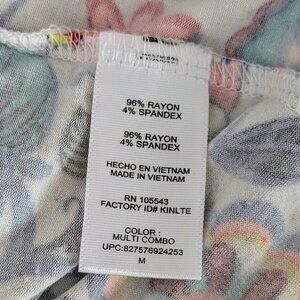 96% RAYON
4% SPANDEX
96% RAYON
4% SPANDEX
HECHO EN VIETNAM
MADE IN VIETNAM
RN 105543
FACTORY ID# KINLTE
COLOR :
MULTI COMBO
UPC:827576924253
M